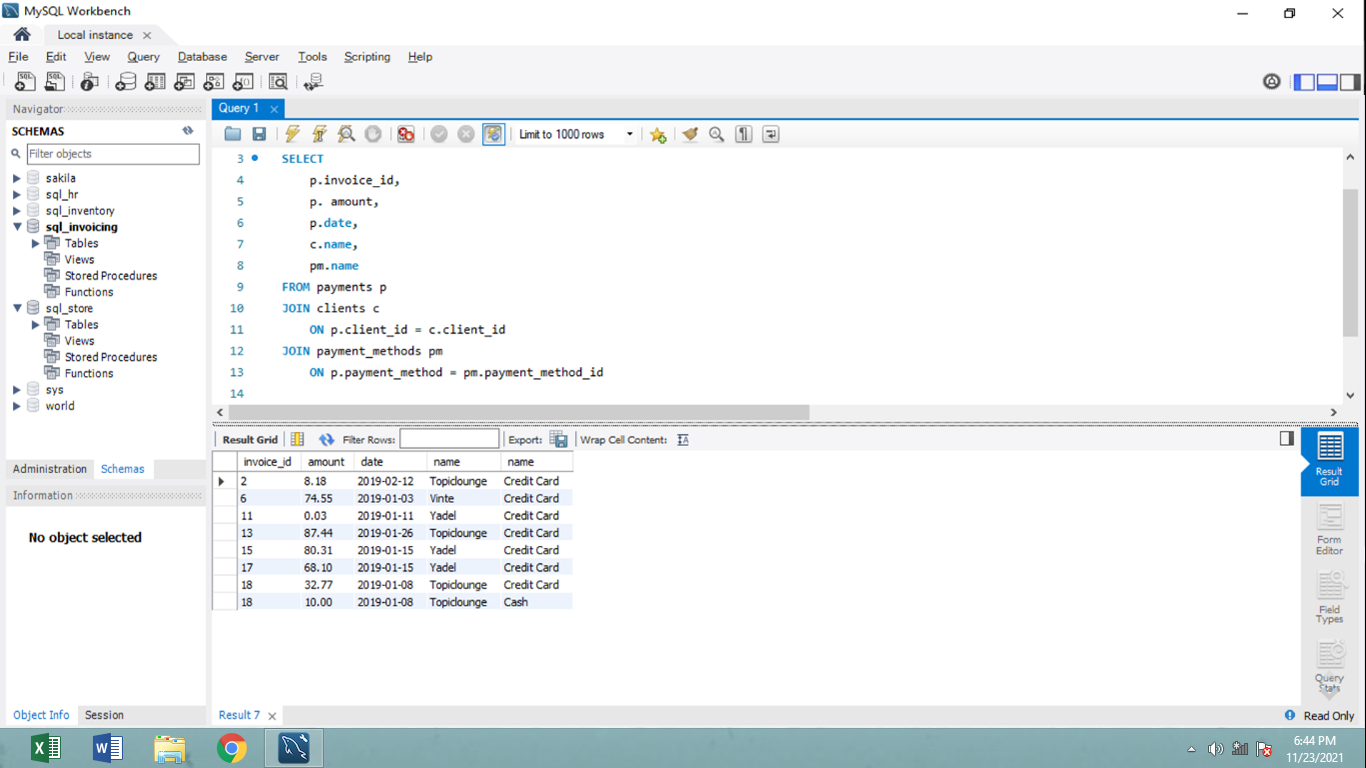 MySQL Workbench
Local instance
File Edit View Query Database Server Tools Scripting Help
Navigator
SCHEMAS
Filter objects
sakila
sql_hr
sql_inventory
sql_invoicing
Tables
Views
Stored Procedures
Functions
sql_store
Tables
Views
Stored Procedures
Functions
sys
world
Administration Schemas
Information
No object selected
Object Info Session
Query 1
Limit to 1000 rows
3 SELECT
4 p.invoice_id,
5 p. amount,
6 p.date,
7 c.name,
8 pm.name
9 FROM payments p
10 JOIN clients c
11 ON p.client_id = c.client_id
12 JOIN payment_methods pm
13 ON p.payment_method = pm.payment_method_id
14
Result Grid Filter Rows: Export: Wrap Cell Content:
invoice_id amount date name name
2 8.18 2019-02-12 Topiclounge Credit Card
6 74.55 2019-01-03 Vinte Credit Card
11 0.03 2019-01-11 Yadel Credit Card
13 87.44 2019-01-26 Topiclounge Credit Card
15 80.31 2019-01-15 Yadel Credit Card
17 68.10 2019-01-15 Yadel Credit Card
18 32.77 2019-01-08 Topiclounge Credit Card
18 10.00 2019-01-08 Topiclounge Cash
Result
Grid
Form
Editor
Field
Types
Query
Stats
Result 7
Read Only
6:44 PM
11/23/2021